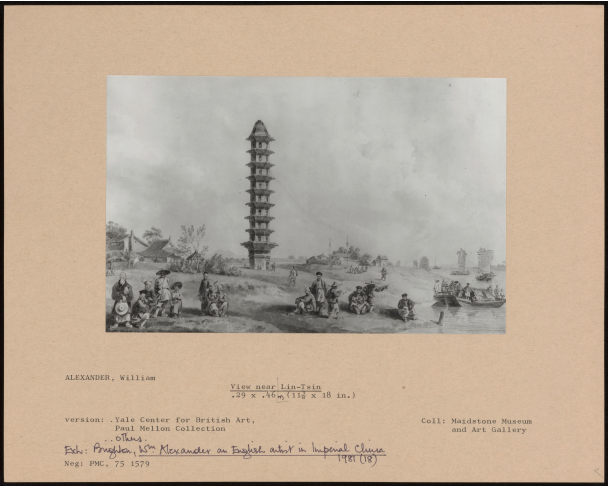 ALEXANDER, William
View near Lin-Tsin
.29 x .46 m (11½ x 18 in.)
version: .Yale Center for British Art,
Paul Mellon Collection
...others.
Coll: Maidstone Museum
and Art Gallery
Exh: Brighton, Wm Alexander an English artist in Imperial China
1981 (18)
Neg: PMC, 75 1579